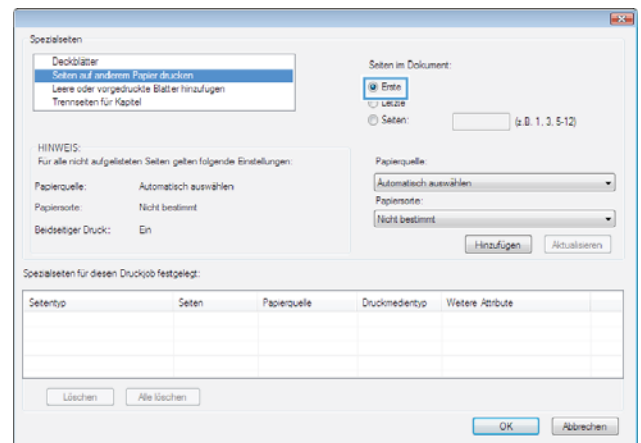 Spezialseiten
Deckblätter
Seiten auf anderem Papier drucken
Leere oder vorgedruckte Blätter hinzufügen
Trennseiten für Kapitel
Seiten im Dokument:
Erste
Letzte
Seiten: (z.B. 1, 3, 5-12)
HINWEIS:
Für alle nicht aufgelisteten Seiten gelten folgende Einstellungen:
Papierquelle: Automatisch auswählen
Papiersorte: Nicht bestimmt
Beidseitiger Druck: Ein
Papierquelle:
Automatisch auswählen
Papiersorte:
Nicht bestimmt
Hinzufügen Aktualisieren
Spezialseiten für diesen Druckjob festgelegt:
Seitentyp Seiten Papierquelle Druckmedientyp Weitere Attribute
Löschen Alle löschen
OK Abbrechen